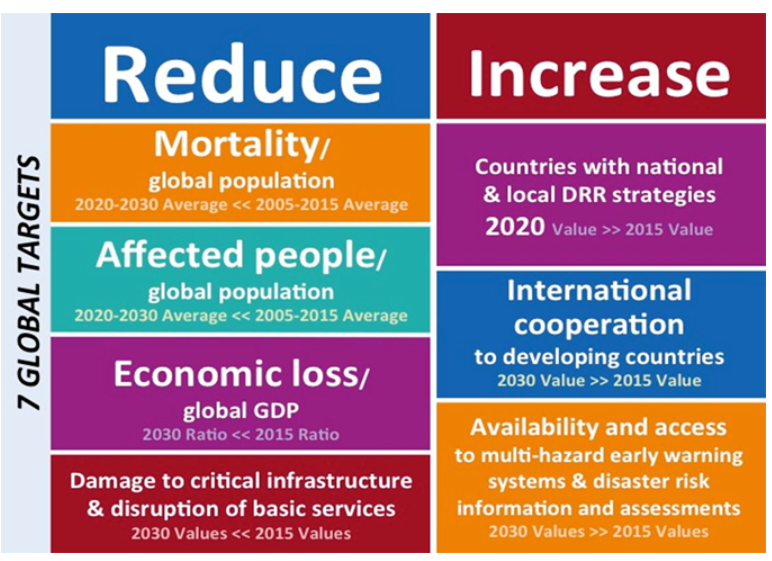 7 GLOBAL TARGETS
Reduce
Mortality/
global population
2020-2030 Average << 2005-2015 Average
Affected people/
global population
2020-2030 Average << 2005-2015 Average
Economic loss/
global GDP
2030 Ratio << 2015 Ratio
Damage to critical infrastructure
& disruption of basic services
2030 Values << 2015 Values
Increase
Countries with national
& local DRR strategies
2020 Value >> 2015 Value
International
cooperation
to developing countries
2030 Value >> 2015 Value
Availability and access
to multi-hazard early warning
systems & disaster risk
information and assessments
2030 Values >> 2015 Values